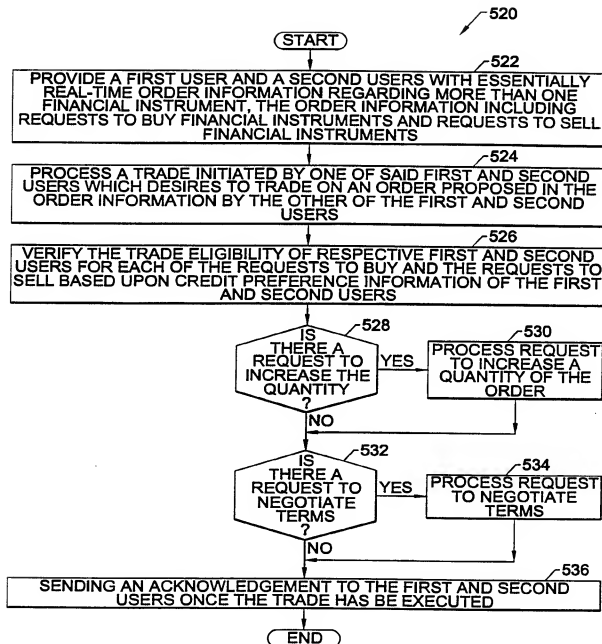 520
START
522
PROVIDE A FIRST USER AND A SECOND USERS WITH ESSENTIALLY
REAL-TIME ORDER INFORMATION REGARDING MORE THAN ONE
FINANCIAL INSTRUMENT, THE ORDER INFORMATION INCLUDING
REQUESTS TO BUY FINANCIAL INSTRUMENTS AND REQUESTS TO SELL
FINANCIAL INSTRUMENTS
524
PROCESS A TRADE INITIATED BY ONE OF SAID FIRST AND SECOND
USERS WHICH DESIRES TO TRADE ON AN ORDER PROPOSED IN THE
ORDER INFORMATION BY THE OTHER OF THE FIRST AND SECOND
USERS
526
VERIFY THE TRADE ELIGIBILITY OF RESPECTIVE FIRST AND SECOND
USERS FOR EACH OF THE REQUESTS TO BUY AND THE REQUESTS TO
SELL BASED UPON CREDIT PREFERENCE INFORMATION OF THE FIRST
AND SECOND USERS
528
IS
THERE A
REQUEST TO
INCREASE THE
QUANTITY
?
YES
530
PROCESS REQUEST
TO INCREASE A
QUANTITY OF THE
ORDER
NO
532
IS
THERE A
REQUEST TO
NEGOTIATE
TERMS
?
YES
534
PROCESS REQUEST
TO NEGOTIATE
TERMS
NO
536
SENDING AN ACKNOWLEDGEMENT TO THE FIRST AND SECOND
USERS ONCE THE TRADE HAS BE EXECUTED
END